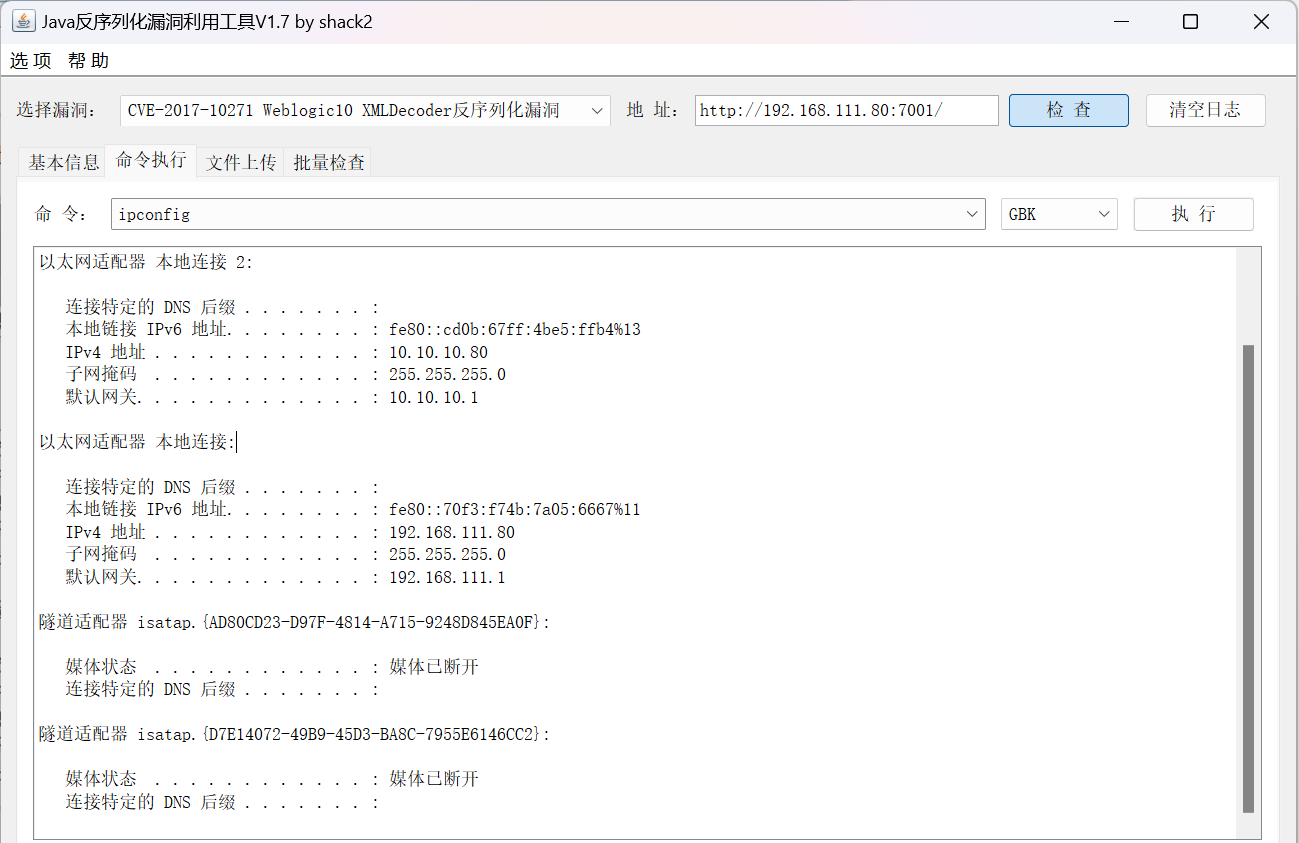 Java反序列化漏洞利用工具V1.7 by shack2
选项 帮助
选择漏洞: CVE-2017-10271 Weblogic10 XMLDecoder反序列化漏洞 地 址: http://192.168.111.80:7001/ 检 查 清空日志
基本信息 命令执行 文件上传 批量检查
命 令: ipconfig GBK 执 行
以太网适配器 本地连接 2:
连接特定的 DNS 后缀 . . . . . . . :
本地链接 IPv6 地址. . . . . . . . : fe80::cd0b:67ff:4be5:ffb4%13
IPv4 地址 . . . . . . . . . . . . : 10.10.10.80
子网掩码 . . . . . . . . . . . . : 255.255.255.0
默认网关. . . . . . . . . . . . . : 10.10.10.1
以太网适配器 本地连接:
连接特定的 DNS 后缀 . . . . . . . :
本地链接 IPv6 地址. . . . . . . . : fe80::70f3:f74b:7a05:6667%11
IPv4 地址 . . . . . . . . . . . . : 192.168.111.80
子网掩码 . . . . . . . . . . . . : 255.255.255.0
默认网关. . . . . . . . . . . . . : 192.168.111.1
隧道适配器 isatap.{AD80CD23-D97F-4814-A715-9248D845EA0F}:
媒体状态 . . . . . . . . . . . . : 媒体已断开
连接特定的 DNS 后缀 . . . . . . . :
隧道适配器 isatap.{D7E14072-49B9-45D3-BA8C-7955E6146CC2}:
媒体状态 . . . . . . . . . . . . : 媒体已断开
连接特定的 DNS 后缀 . . . . . . . :